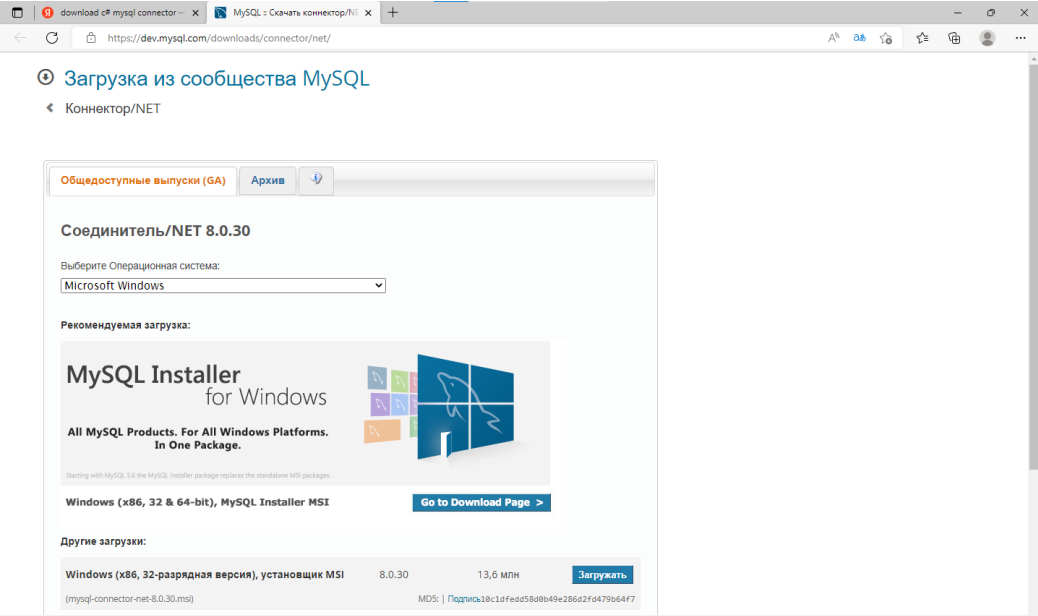 download c# mysql connector —
MySQL :: Скачать коннектор/NE
https://dev.mysql.com/downloads/connector/net/
Загрузка из сообщества MySQL
Коннектор/NET
Общедоступные выпуски (GA)
Архив
Соединитель/NET 8.0.30
Выберите Операционная система:
Microsoft Windows
Рекомендуемая загрузка:
MySQL Installer
for Windows
All MySQL Products. For All Windows Platforms.
In One Package.
Starting with MySQL 5.6 the MySQL Installer package replaces the standalone MSI packages.
Windows (x86, 32 & 64-bit), MySQL Installer MSI
Go to Download Page >
Другие загрузки:
Windows (x86, 32-разрядная версия), установщик MSI 8.0.30 13,6 млн Загружать
(mysql-connector-net-8.0.30.msi) MD5: | Подпись10c1dfedd58d0b49e286d2fd479b64f7